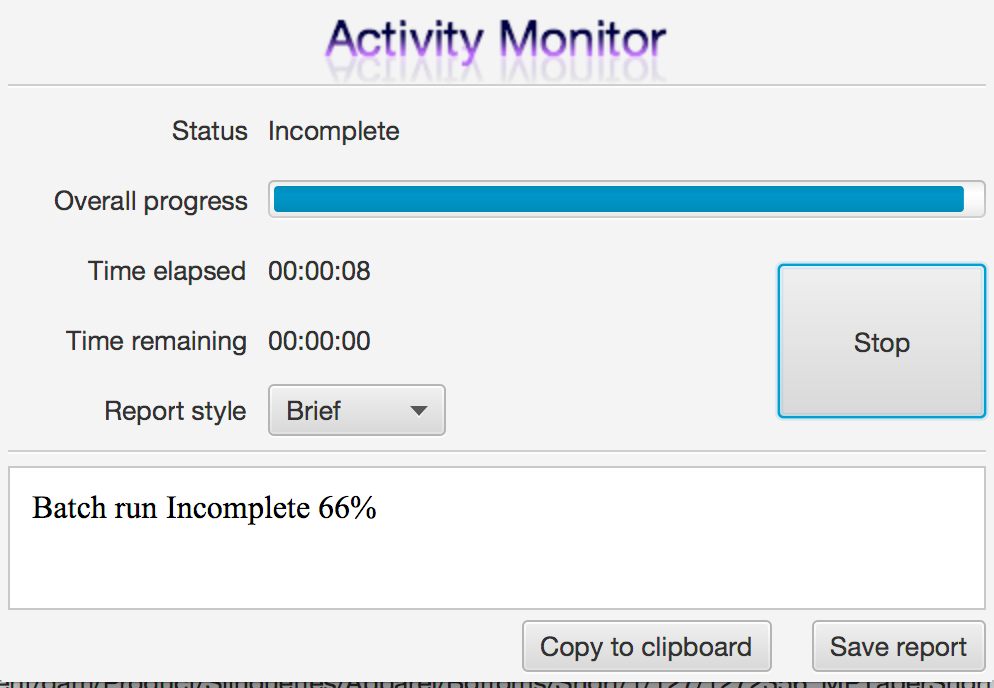 Activity Monitor
Status Incomplete
Overall progress
Time elapsed 00:00:08
Time remaining 00:00:00
Stop
Report style Brief
Batch run Incomplete 66%
Copy to clipboard Save report